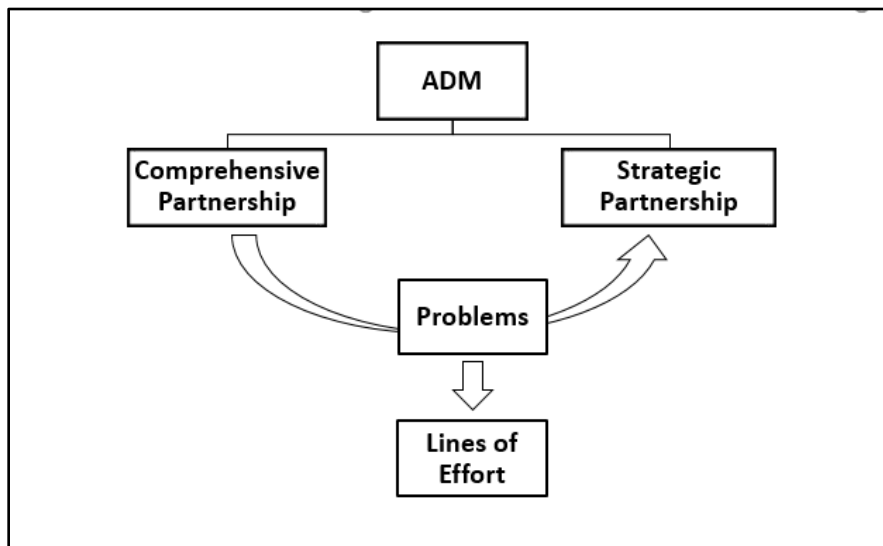 ADM
Comprehensive
Partnership
Strategic
Partnership
Problems
Lines of
Effort